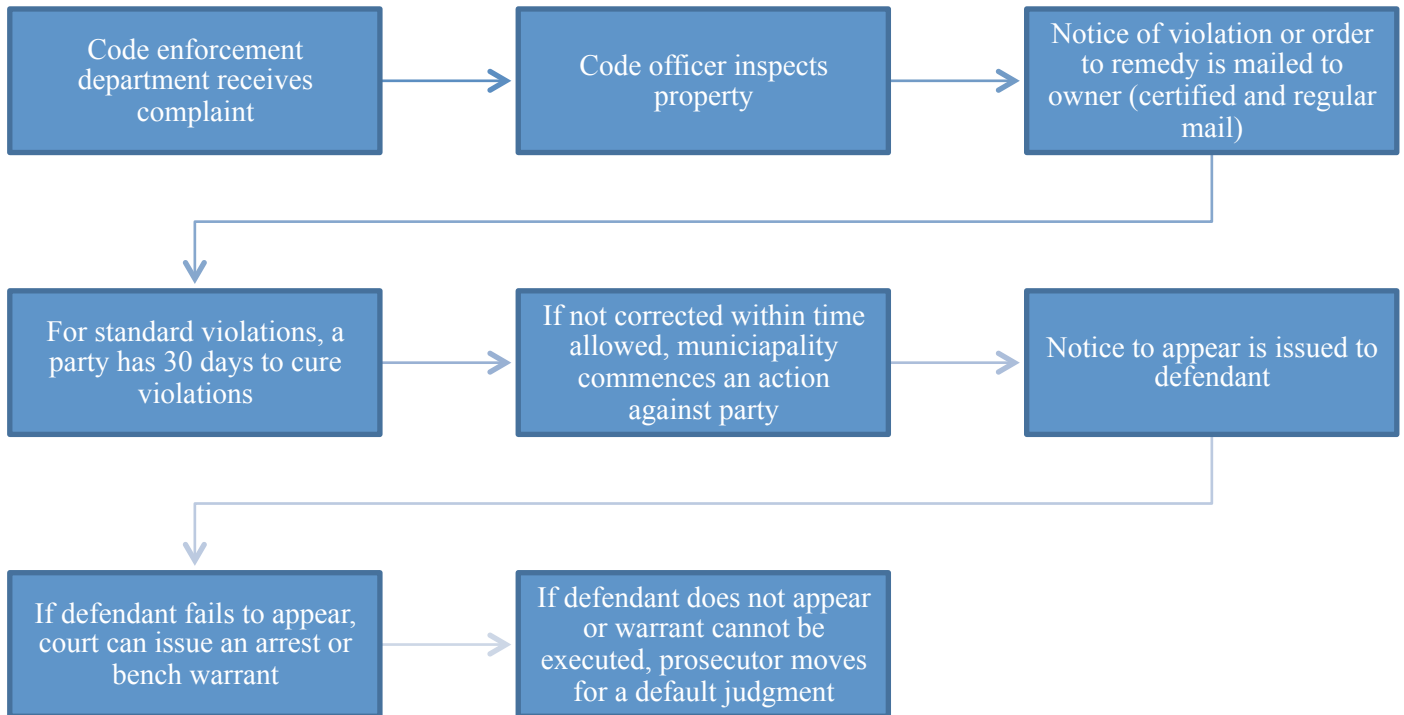 Code enforcement
department receives
complaint
Code officer inspects
property
Notice of violation or order
to remedy is mailed to
owner (certified and regular
mail)
For standard violations, a
party has 30 days to cure
violations
If not corrected within time
allowed, municiapality
commences an action
against party
Notice to appear is issued to
defendant
If defendant fails to appear,
court can issue an arrest or
bench warrant
If defendant does not appear
or warrant cannot be
executed, prosecutor moves
for a default judgment